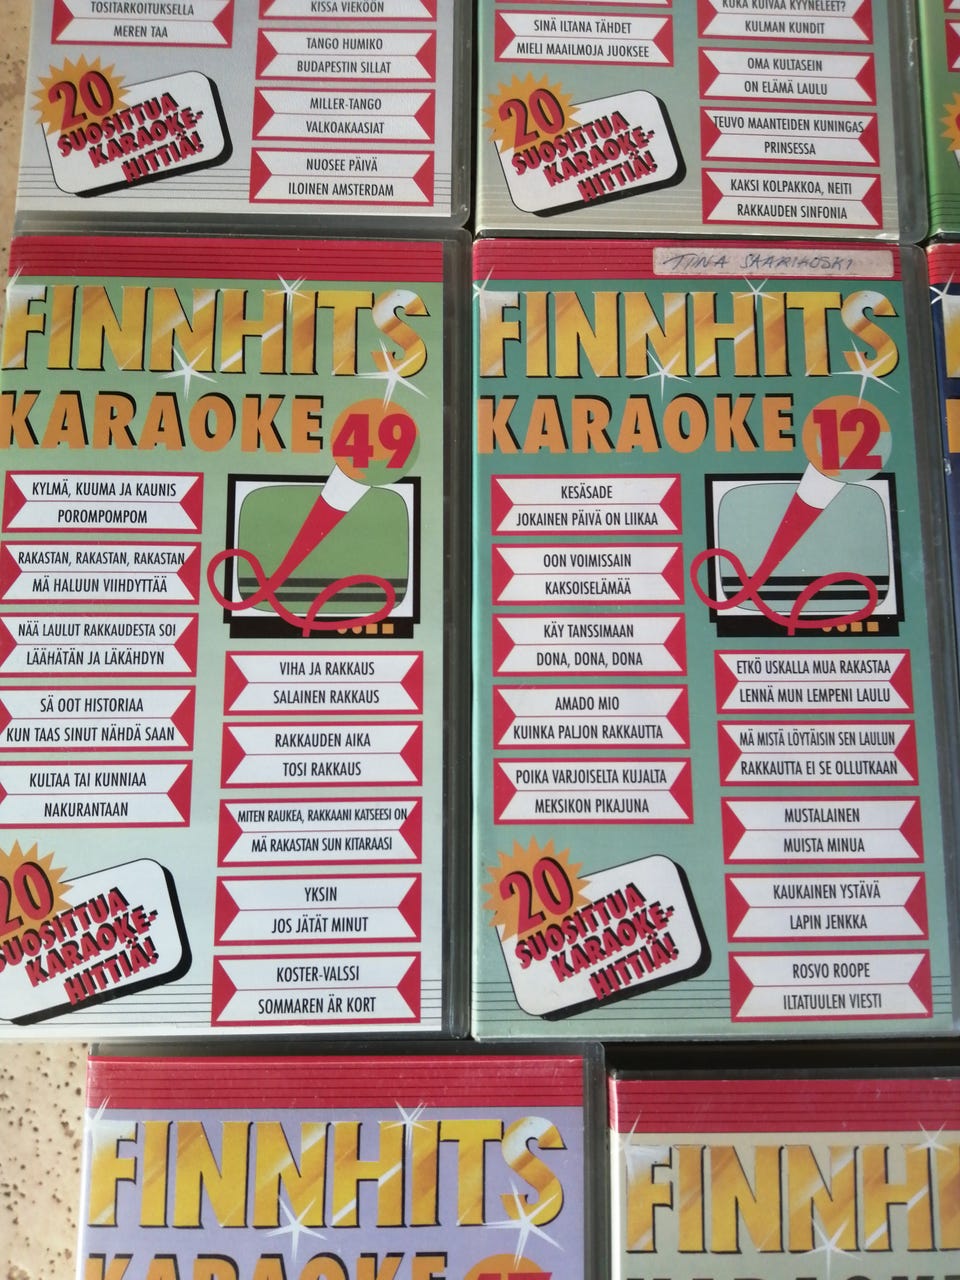 TOSITARKOITUKSELLA
MEREN TAA
KISSA VIEKÖÖN
TANGO HUMIKO
BUDAPESTIN SILLAT
MILLER-TANGO
VALKOAKAASIAT
NUOSEE PÄIVÄ
ILOINEN AMSTERDAM
20
SUOSITTUA
KARAOKE-
HITTIÄ!
SINÄ ILTANA TÄHDET
MIELI MAAILMOJA JUOKSEE
KUKA KUIVAA KYYNELEET?
KULMAN KUNDIT
OMA KULTASEIN
ON ELÄMÄ LAULU
TEUVO MAANTEIDEN KUNINGAS
PRINSESSA
KAKSI KOLPAKKOA, NEITI
RAKKAUDEN SINFONIA
20
SUOSITTUA
KARAOKE-
HITTIÄ!
FINNHITS
KARAOKE 49
KYLMÄ, KUUMA JA KAUNIS
POROMPOMPOM
RAKASTAN, RAKASTAN, RAKASTAN
MÄ HALUUN VIIHDYTTÄÄ
NÄÄ LAULUT RAKKAUDESTA SOI
LÄÄHÄTÄN JA LÄKÄHDYN
SÄ OOT HISTORIAA
KUN TAAS SINUT NÄHDÄ SAAN
KULTAA TAI KUNNIAA
NAKURANTAAN
VIHA JA RAKKAUS
SALAINEN RAKKAUS
RAKKAUDEN AIKA
TOSI RAKKAUS
MITEN RAUKEA, RAKKAANI KATSEESI ON
MÄ RAKASTAN SUN KITARAASI
YKSIN
JOS JÄTÄT MINUT
KOSTER-VALSSI
SOMMAREN ÄR KORT
20
SUOSITTUA
KARAOKE-
HITTIÄ!
TIINA SAARIKOSKI
FINNHITS
KARAOKE 12
KESÄSADE
JOKAINEN PÄIVÄ ON LIIKAA
OON VOIMISSAIN
KAKSOISELÄMÄÄ
KÄY TANSSIMAAN
DONA, DONA, DONA
AMADO MIO
KUINKA PALJON RAKKAUTTA
POIKA VARJOISELTA KUJALTA
MEKSIKON PIKAJUNA
ETKÖ USKALLA MUA RAKASTAA
LENNÄ MUN LEMPENI LAULU
MÄ MISTÄ LÖYTÄISIN SEN LAULUN
RAKKAUTTA EI SE OLLUTKAAN
MUSTALAINEN
MUISTA MINUA
KAUKAINEN YSTÄVÄ
LAPIN JENKKA
ROSVO ROOPE
ILTATUULEN VIESTI
20
SUOSITTUA
KARAOKE-
HITTIÄ!
FINNHITS
KARAOKE
FINNHI